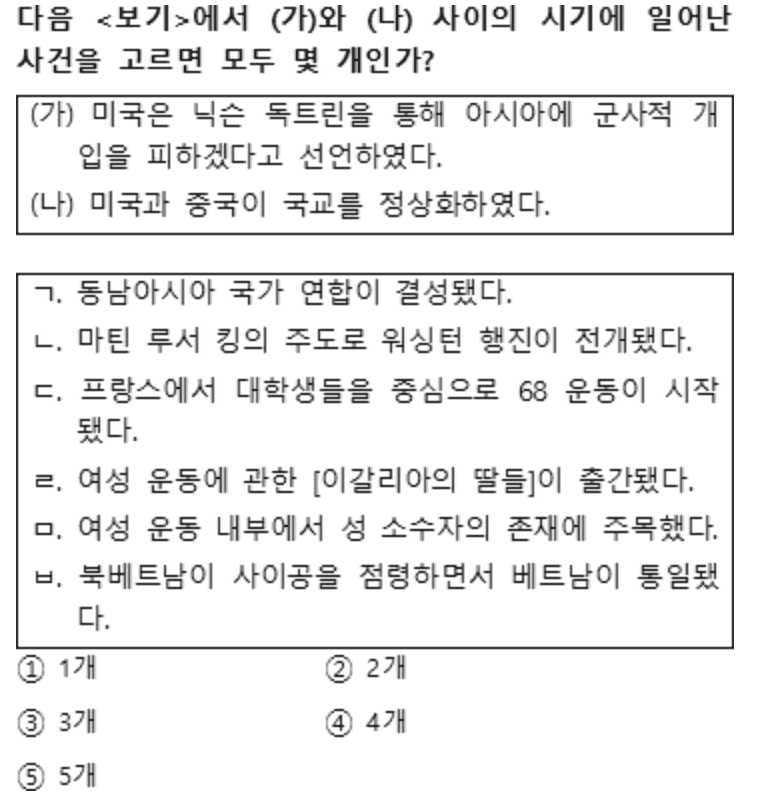 다음 <보기>에서 (가)와 (나) 사이의 시기에 일어난
사건을 고르면 모두 몇 개인가?
(가) 미국은 닉슨 독트린을 통해 아시아에 군사적 개
입을 피하겠다고 선언하였다.
(나) 미국과 중국이 국교를 정상화하였다.
ㄱ. 동남아시아 국가 연합이 결성됐다.
ㄴ. 마틴 루서 킹의 주도로 워싱턴 행진이 전개됐다.
ㄷ. 프랑스에서 대학생들을 중심으로 68 운동이 시작
됐다.
ㄹ. 여성 운동에 관한 [이갈리아의 딸들]이 출간됐다.
ㅁ. 여성 운동 내부에서 성 소수자의 존재에 주목했다.
ㅂ. 북베트남이 사이공을 점령하면서 베트남이 통일됐
다.
① 1개 ② 2개
③ 3개 ④ 4개
⑤ 5개